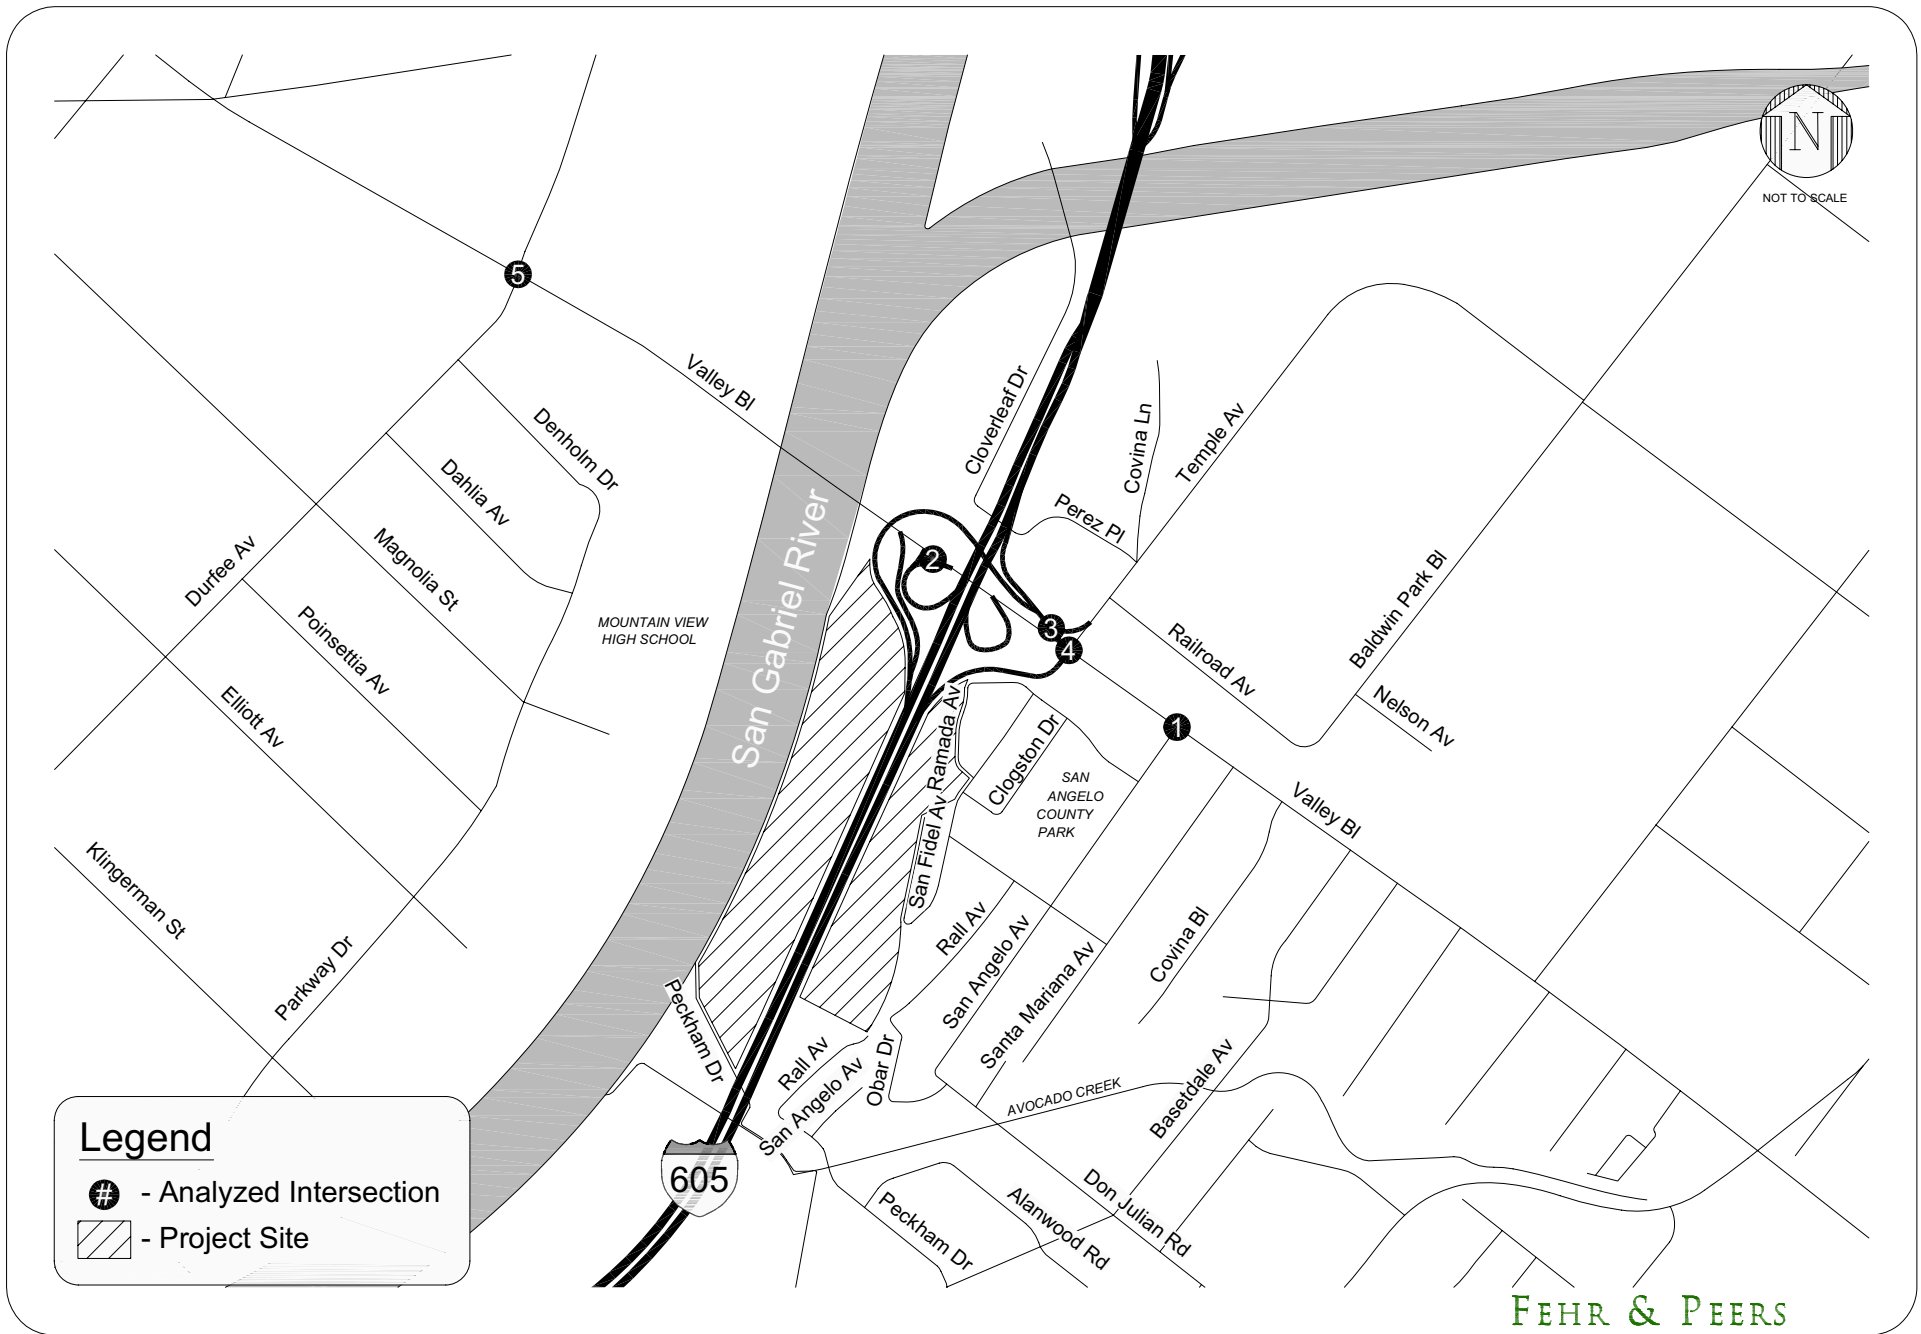 N
NOT TO SCALE
5
Valley Bl
Cloverleaf Dr
Covina Ln
Temple Av
Denholm Dr
Dahlia Av
Magnolia St
Durfee Av
Poinsettia Av
Elliott Av
Klingerman St
Parkway Dr
MOUNTAIN VIEW
HIGH SCHOOL
San Gabriel River
Perez Pl
2
3
4
1
Railroad Av
Baldwin Park Bl
Nelson Av
Ramada Av
San Fidel Av
Clogston Dr
SAN
ANGELO
COUNTY
PARK
Valley Bl
Rall Av
San Angelo Av
Santa Mariana Av
Covina Bl
Basetdale Av
Peckham Dr
Rall Av
San Angelo Av
Obar Dr
AVOCADO CREEK
605
Peckham Dr
Alanwood Rd
Don Julian Rd
Legend
# - Analyzed Intersection
- Project Site
FEHR & PEERS